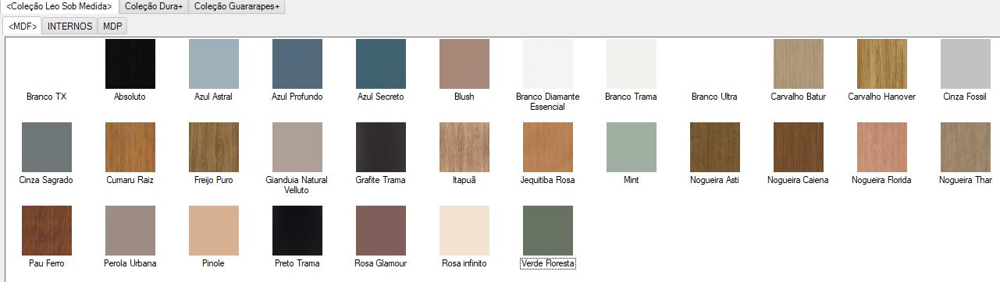 <Coleção Leo Sob Medida> Coleção Dura+ Coleção Guararapes+
<MDF> INTERNOS MDP
Branco TX Absoluto Azul Astral Azul Profundo Azul Secreto Blush Branco Diamante Essencial Branco Trama Branco Ultra Carvalho Batur Carvalho Hanover Cinza Fossil
Cinza Sagrado Cumaru Raiz Freijo Puro Gianduia Natural Velluto Grafite Trama Itapuã Jequitiba Rosa Mint Nogueira Asti Nogueira Caiena Nogueira Florida Nogueira Thar
Pau Ferro Perola Urbana Pinole Preto Trama Rosa Glamour Rosa infinito Verde Floresta